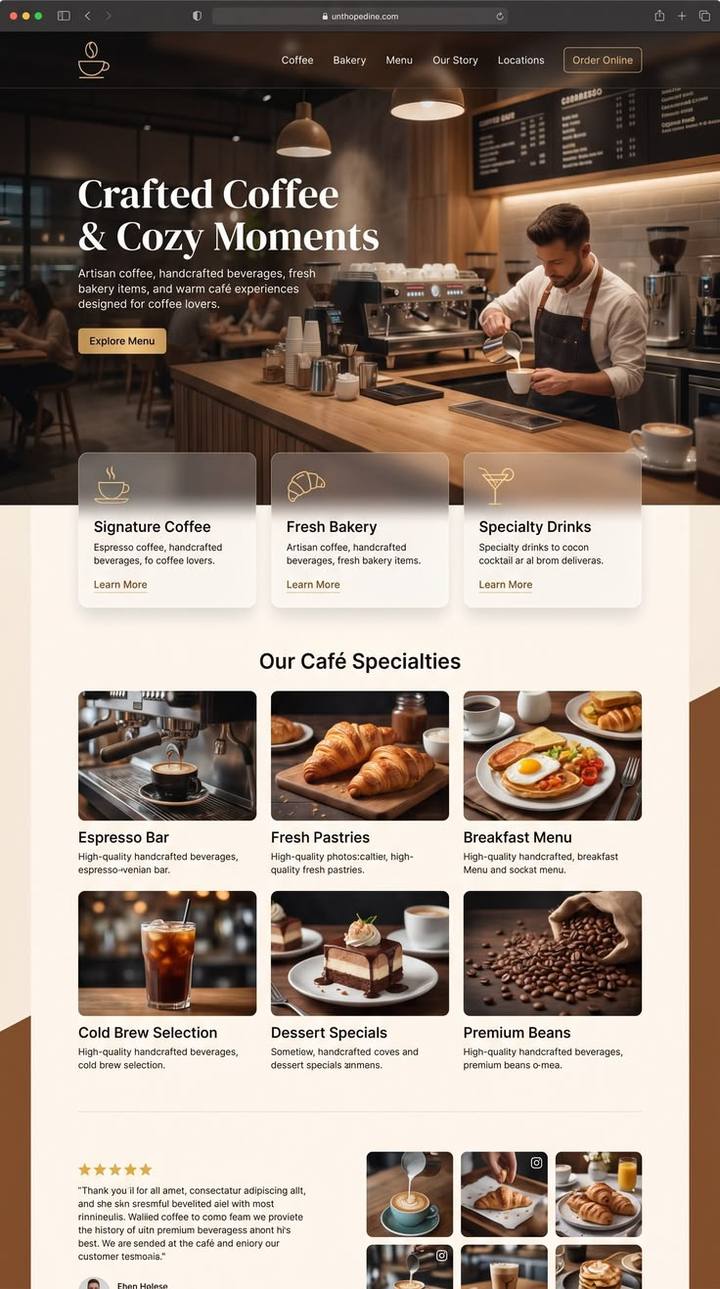 unthopedine.com
Coffee Bakery Menu Our Story Locations Order Online
Crafted Coffee
& Cozy Moments
Artisan coffee, handcrafted beverages, fresh
bakery items, and warm café experiences
designed for coffee lovers.
Explore Menu
Signature Coffee
Espresso coffee, handcrafted
beverages, fo coffee lovers.
Learn More
Fresh Bakery
Artisan coffee, handcrafted
beverages, fresh bakery items.
Learn More
Specialty Drinks
Specialty drinks to cocon
cocktail ar al brom deliveras.
Learn More
Our Café Specialties
Espresso Bar
High-quality handcrafted beverages,
espresso-venian bar.
Fresh Pastries
High-quality photos:caltier, high-
quality fresh pastries.
Breakfast Menu
High-quality handcrafted, breakfast
Menu and sockat menu.
Cold Brew Selection
High-quality handcrafted beverages,
cold brew selection.
Dessert Specials
Sometiew, handcrafted coves and
dessert specials
Premium Beans
High-quality handcrafted beverages,
premium beans o-mea.
"Thank you il for all amet, consectatur adipiscing allt,
and she skn sresmful bevelited aiel with most
rinnineulis. Waliied coffee to como feam we proviete
the history of uitn premium beveragess anont hi's
best. We are sended at the café and eniory our
customer tesmoaia."
Ehen Hølese